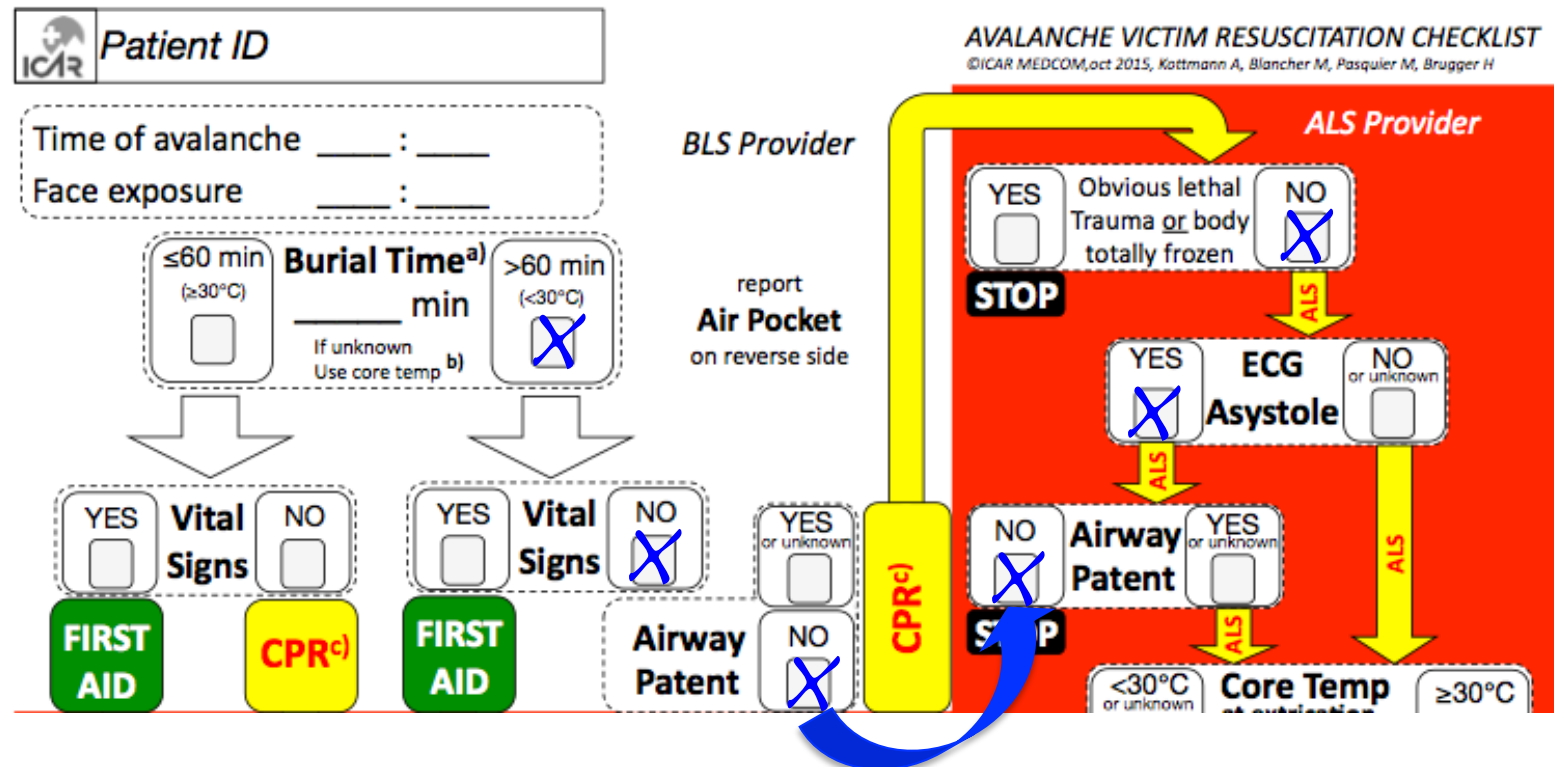 ICAR
Patient ID
Time of avalanche ____ : ____
Face exposure ____ : ____
≤60 min
(≥30°C)
Burial Time a)
_____ min
If unknown
Use core temp b)
>60 min
(<30°C)
YES
Vital
Signs
NO
FIRST
AID
CPR c)
YES
Vital
Signs
NO
FIRST
AID
BLS Provider
report
Air Pocket
on reverse side
YES
or unknown
Airway
Patent
NO
CPR c)
AVALANCHE VICTIM RESUSCITATION CHECKLIST
©ICAR MEDCOM,oct 2015, Kottmann A, Blancher M, Pasquier M, Brugger H
ALS Provider
YES
Obvious lethal
Trauma or body
totally frozen
NO
STOP
ALS
YES
ECG
Asystole
NO
or unknown
ALS
ALS
NO
Airway
Patent
YES
or unknown
STOP
ALS
<30°C
or unknown
Core Temp
at extrication
≥30°C